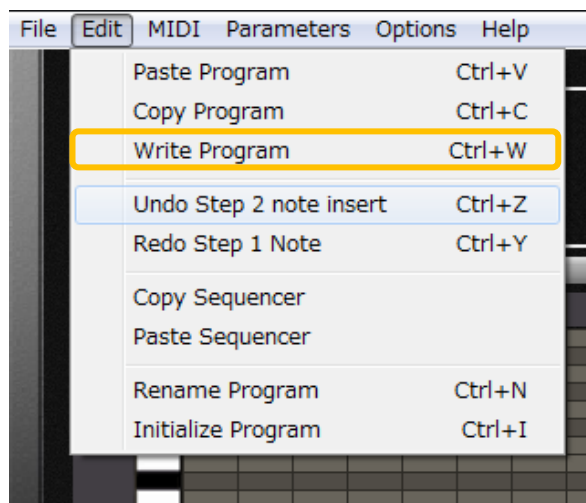 File Edit MIDI Parameters Options Help
Paste Program Ctrl+V
Copy Program Ctrl+C
Write Program Ctrl+W
Undo Step 2 note insert Ctrl+Z
Redo Step 1 Note Ctrl+Y
Copy Sequencer
Paste Sequencer
Rename Program Ctrl+N
Initialize Program Ctrl+I